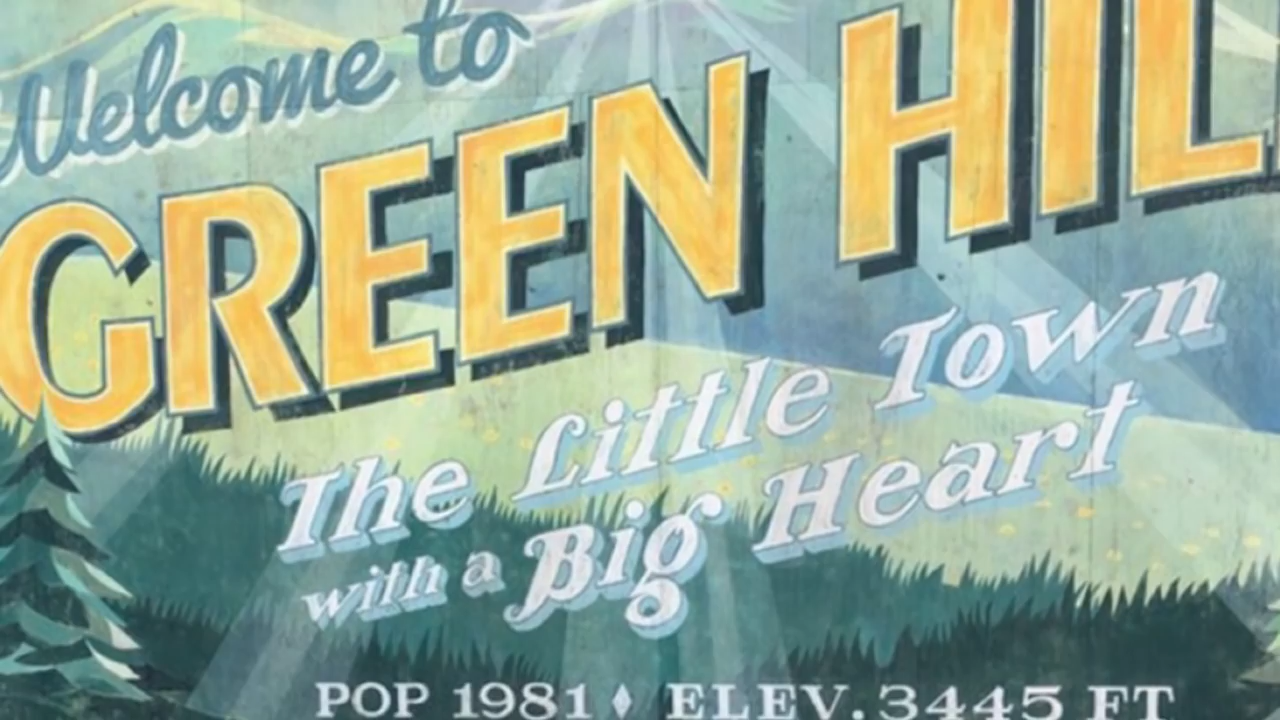 Welcome to
GREEN HIL
The Little Town
with a Big Heart
POP 1981 ♦ ELEV. 3445 FT